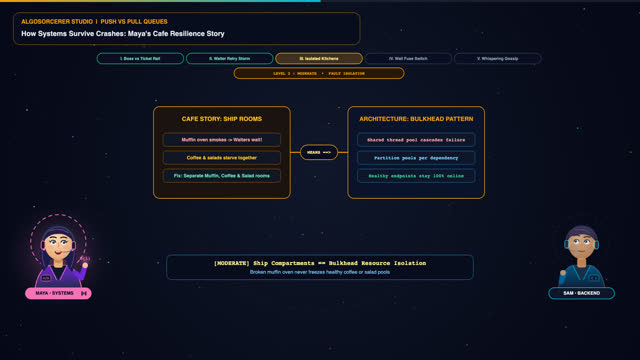 ALGOSORCERER STUDIO | PUSH VS PULL QUEUES
How Systems Survive Crashes: Maya's Cafe Resilience Story
I. Buss vs Ticket Rail
II. Waiter Retry Storm
III. Isolated Kitchens
IV. Wall Fuse Switch
V. Whispering Gossip
LEVEL 3 : MODERATE • FAULT ISOLATION
CAFE STORY: SHIP ROOMS
Muffin oven smokes -> Waiters wait!
Coffee & salads starve together
Fix: Separate Muffin, Coffee & Salad rooms
MEANS ==>
ARCHITECTURE: BULKHEAD PATTERN
Shared thread pool cascades failure
Partition pools per dependency
Healthy endpoints stay 100% online
[MODERATE] Ship Compartments == Bulkhead Resource Isolation
Broken muffin oven never freezes healthy coffee or salad pools
MAYA • SYSTEMS
SAM • BACKEND